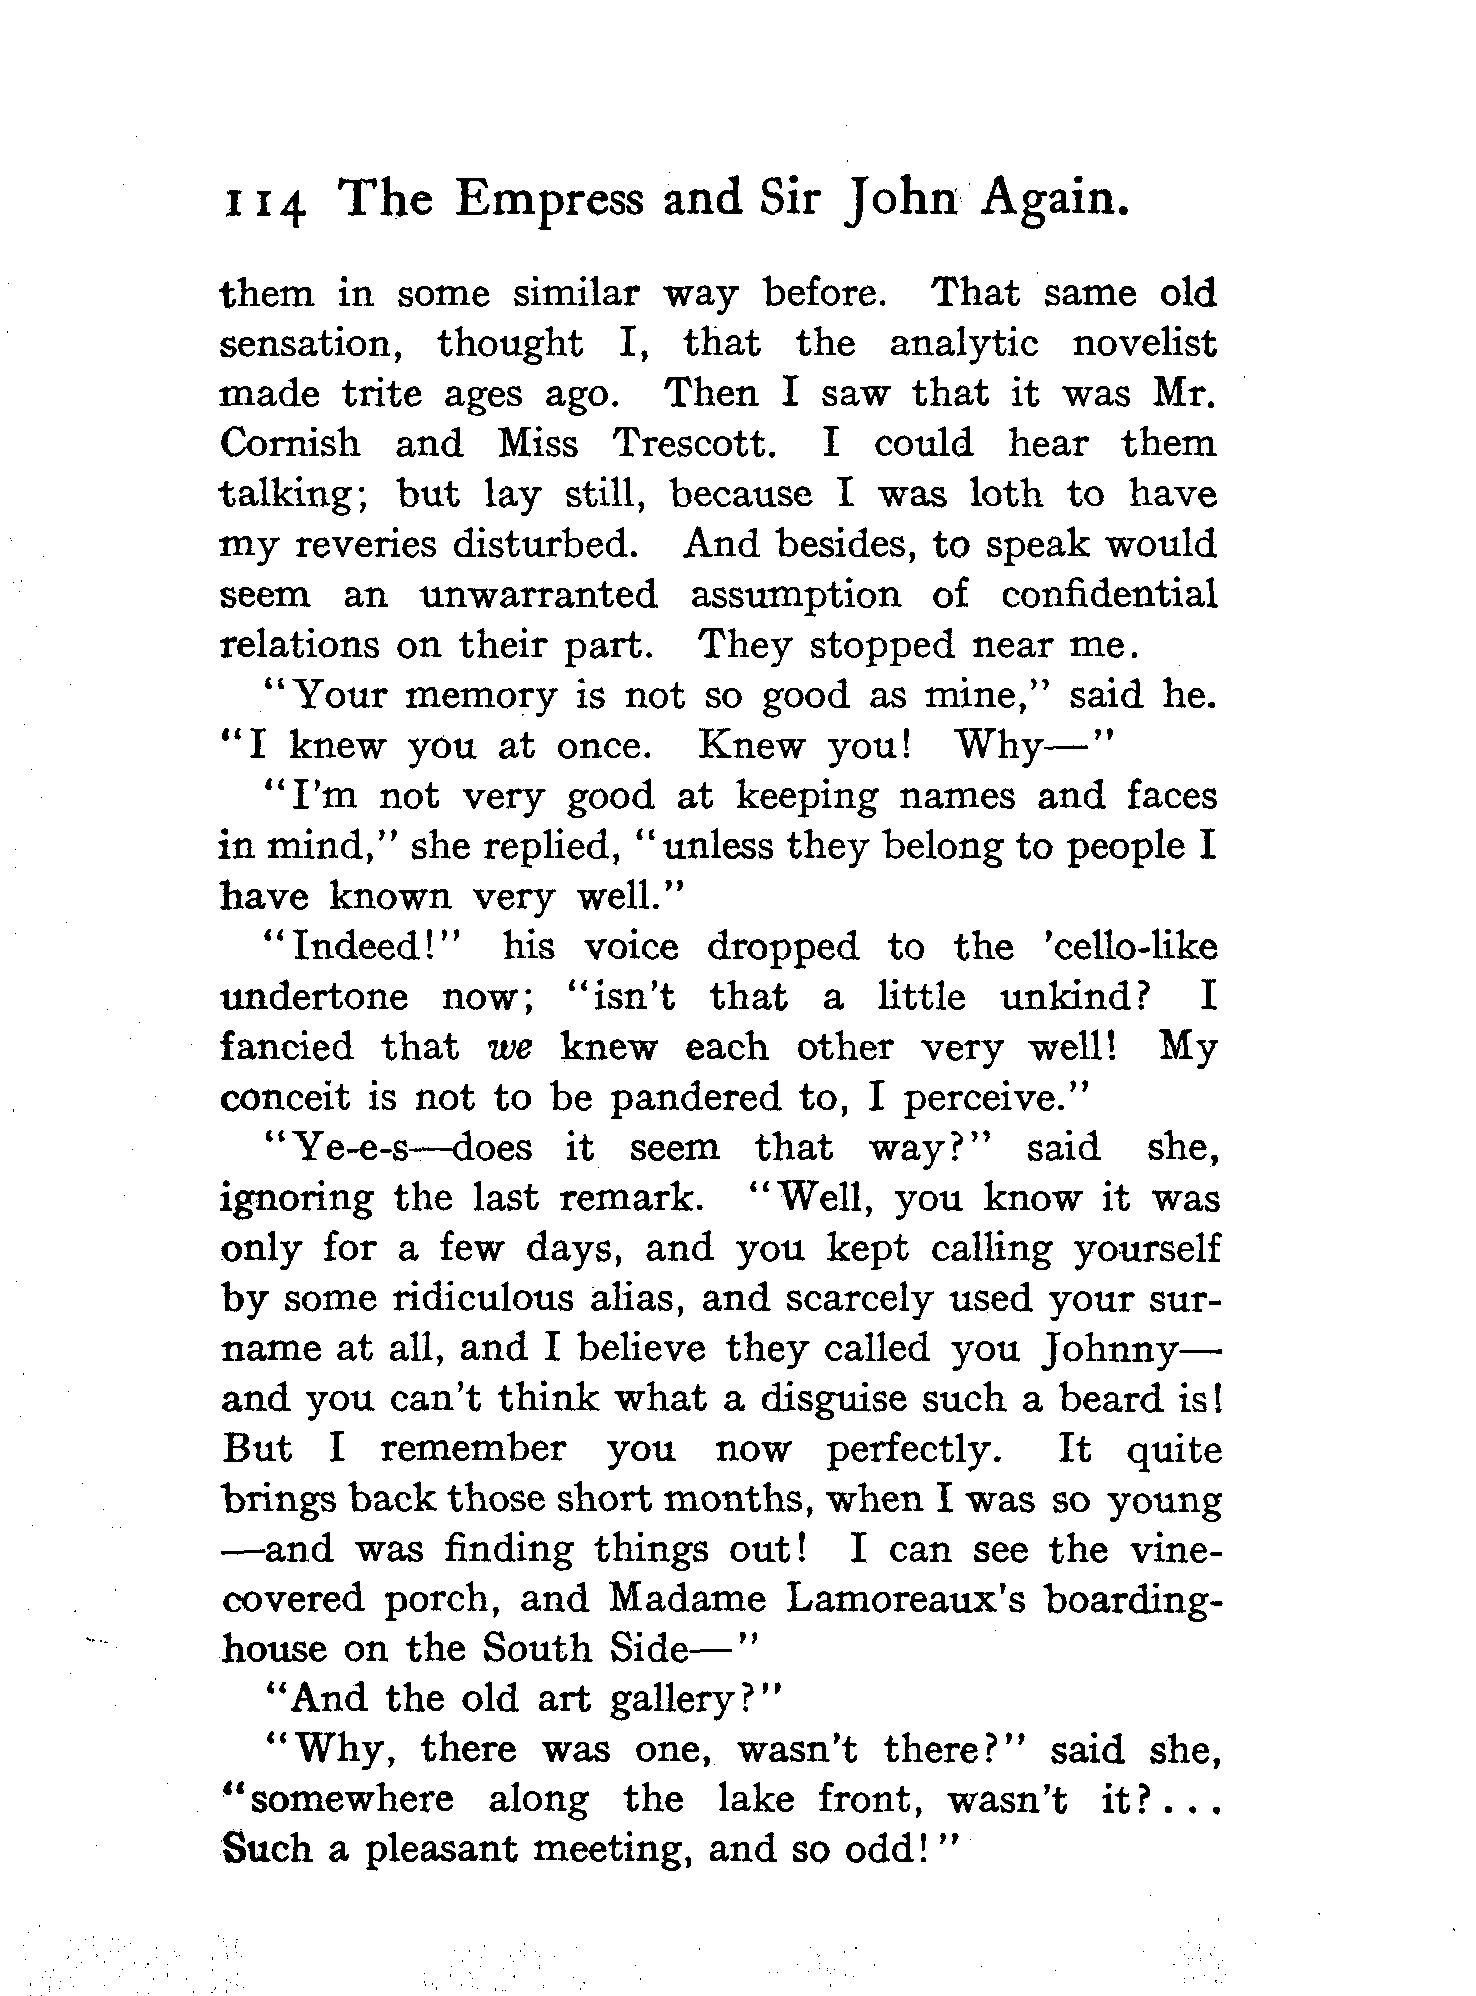 114 The Empress and Sir John Again.
them in some similar way before. That same old
sensation, thought I, that the analytic novelist
made trite ages ago. Then I saw that it was Mr.
Cornish and Miss Trescott. I could hear them
talking; but lay still, because I was loth to have
my reveries disturbed. And besides, to speak would
seem an unwarranted assumption of confidential
relations on their part. They stopped near me.
"Your memory is not so good as mine," said he.
"I knew you at once. Knew you! Why—"
"I'm not very good at keeping names and faces
in mind," she replied, "unless they belong to people I
have known very well."
"Indeed!" his voice dropped to the 'cello-like
undertone now; "isn't that a little unkind? I
fancied that we knew each other very well! My
conceit is not to be pandered to, I perceive."
"Ye-e-s—does it seem that way?" said she,
ignoring the last remark. "Well, you know it was
only for a few days, and you kept calling yourself
by some ridiculous alias, and scarcely used your sur-
name at all, and I believe they called you Johnny—
and you can't think what a disguise such a beard is!
But I remember you now perfectly. It quite
brings back those short months, when I was so young
—and was finding things out! I can see the vine-
covered porch, and Madame Lamoreaux's boarding-
house on the South Side—"
"And the old art gallery?"
"Why, there was one, wasn't there?" said she,
"somewhere along the lake front, wasn't it? . . .
Such a pleasant meeting, and so odd!"